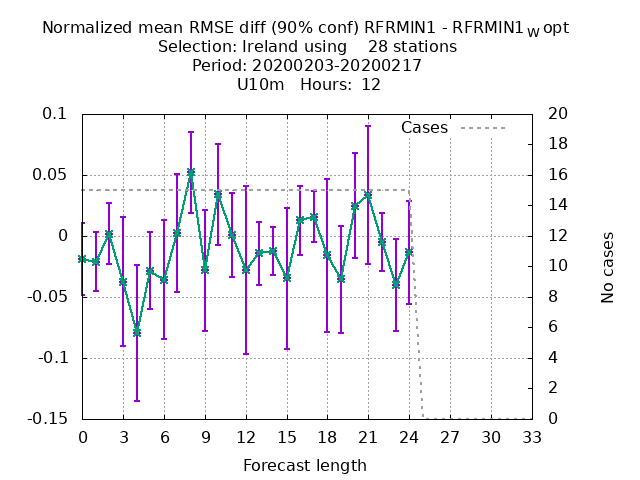 Normalized mean RMSE diff (90% conf) RFRMIN1 - RFRMIN1_W opt
Selection: Ireland using 28 stations
Period: 20200203-20200217
U10m Hours: 12
Cases
0.1
0.05
0
-0.05
-0.1
-0.15
20
18
16
14
12
10
8
6
4
2
0
No cases
0 3 6 9 12 15 18 21 24 27 30 33
Forecast length